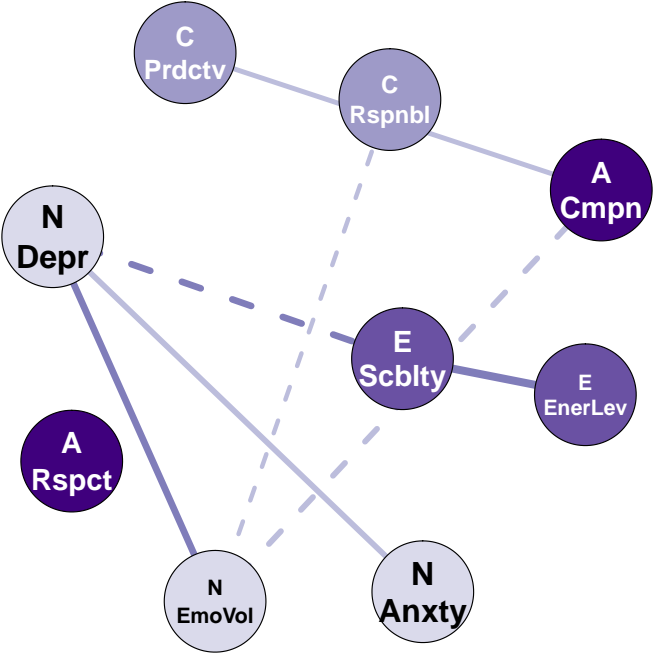 C
Prdctv
C
Rspnbl
A
Cmpn
N
Depr
E
Scblty
E
EnerLev
A
Rspct
N
EmoVol
N
Anxty